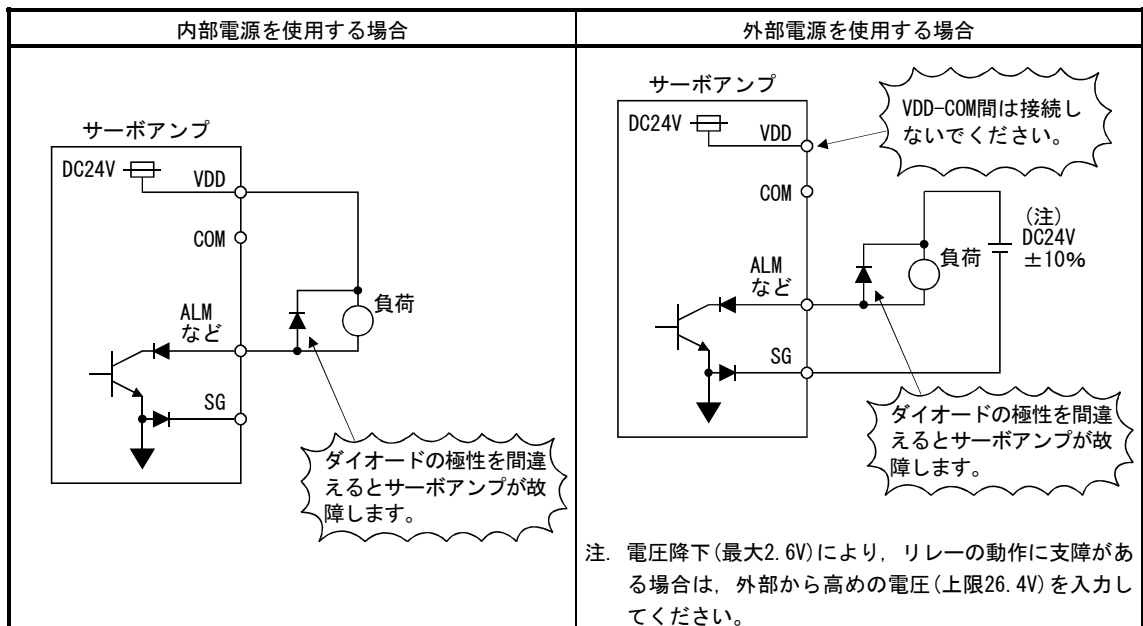 内部電源を使用する場合
サーボアンプ
DC24V
VDD
COM
ALM
など
負荷
SG
ダイオードの極性を間違
えるとサーボアンプが故
障します。
外部電源を使用する場合
サーボアンプ
DC24V
VDD
VDD-COM間は接続し
ないでください。
COM
(注)
DC24V
±10%
負荷
ALM
など
SG
ダイオードの極性を間違
えるとサーボアンプが故
障します。
注. 電圧降下(最大2.6V)により, リレーの動作に支障があ
る場合は, 外部から高めの電圧(上限26.4V)を入力し
てください。